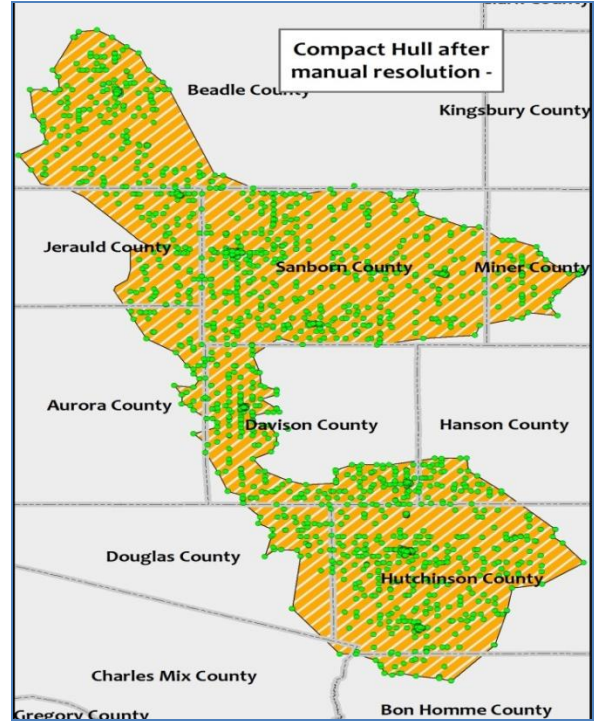 Compact Hull after
manual resolution -
Beadle County
Kingsbury County
Jerauld County
Sanborn County
Miner County
Aurora County
Davison County
Hanson County
Douglas County
Hutchinson County
Charles Mix County
Gregory County
Bon Homme County